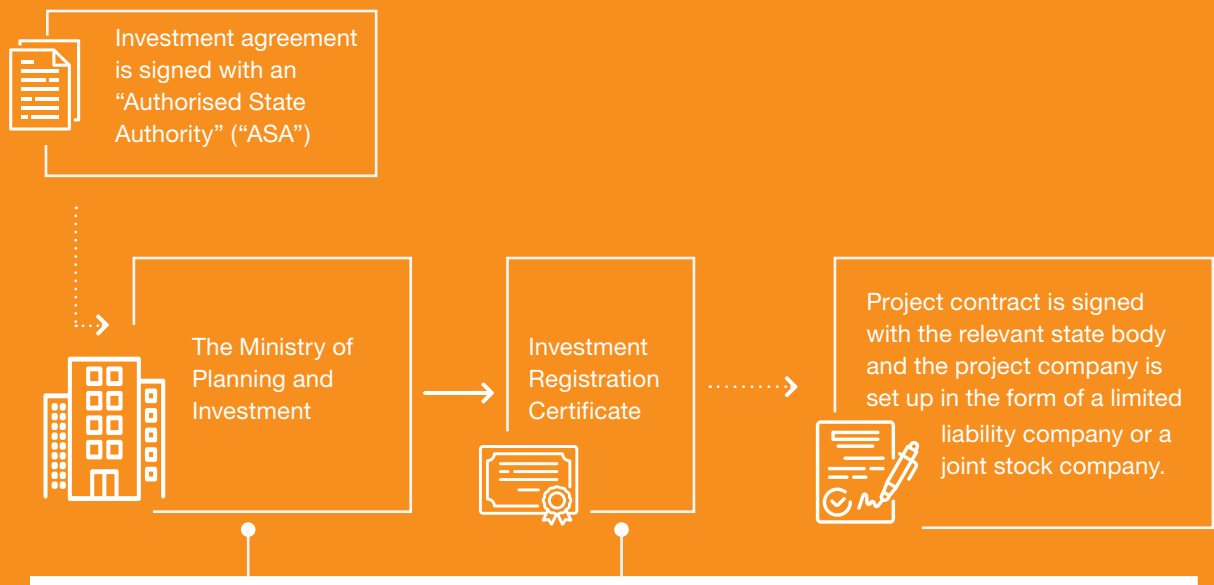 Investment agreement
is signed with an
“Authorised State
Authority” (“ASA”)
The Ministry of
Planning and
Investment
Investment
Registration
Certificate
Project contract is signed
with the relevant state body
and the project company is
set up in the form of a limited
liability company or a
joint stock company.